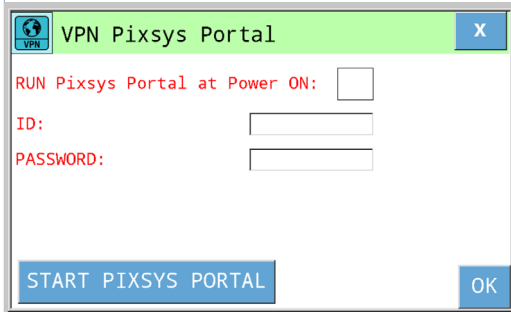 VPN
VPN Pixsys Portal
X
RUN Pixsys Portal at Power ON:
ID:
PASSWORD:
START PIXSYS PORTAL
OK